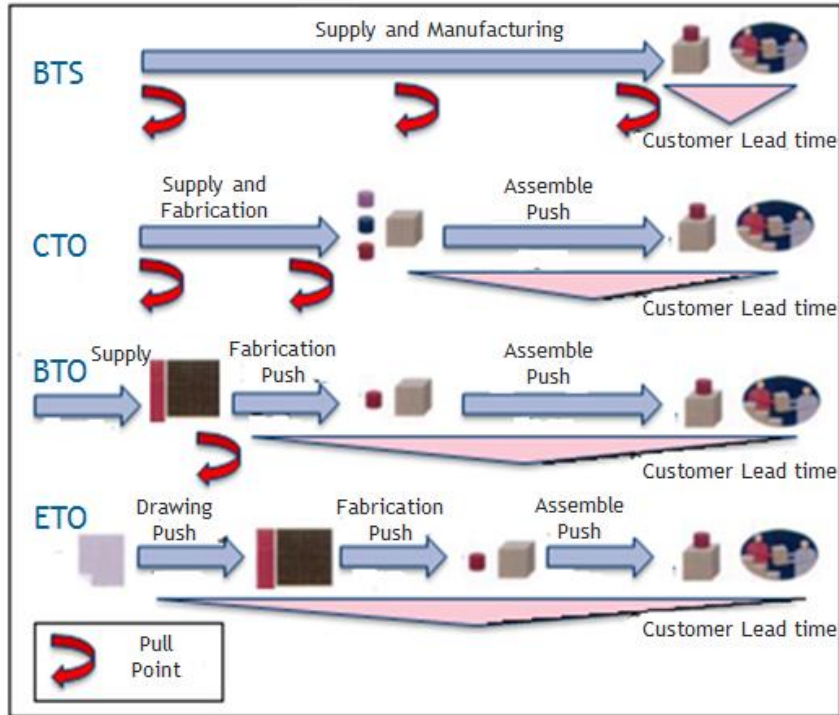 Supply and Manufacturing
BTS
Customer Lead time
Supply and
Fabrication
Assemble
Push
CTO
Customer Lead time
Supply
Fabrication
Push
Assemble
Push
BTO
Customer Lead time
ETO
Drawing
Push
Fabrication
Push
Assemble
Push
Customer Lead time
Pull
Point